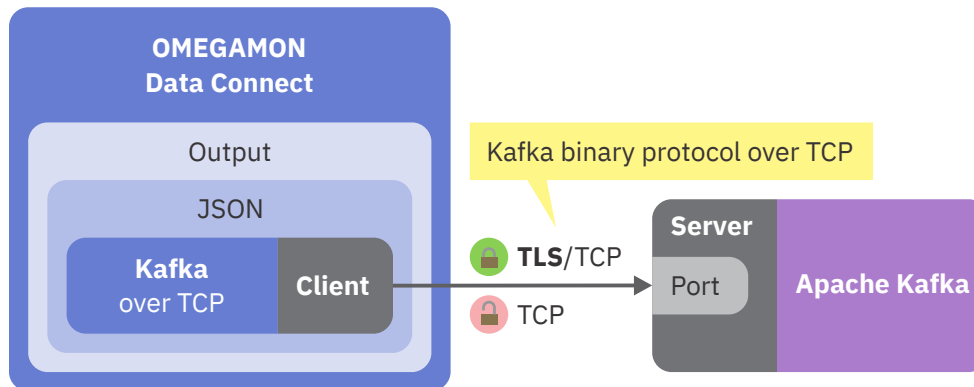 OMEGAMON
Data Connect
Output
JSON
Kafka
over TCP
Client
Kafka binary protocol over TCP
TLS/TCP
TCP
Server
Port
Apache Kafka